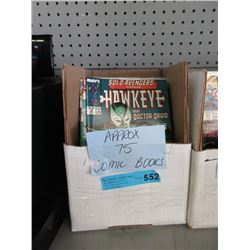 SOLO AVENGERS
HAWKEYE
DOCTOR DRUID
APPROX
75
COMIC BOOKS
552